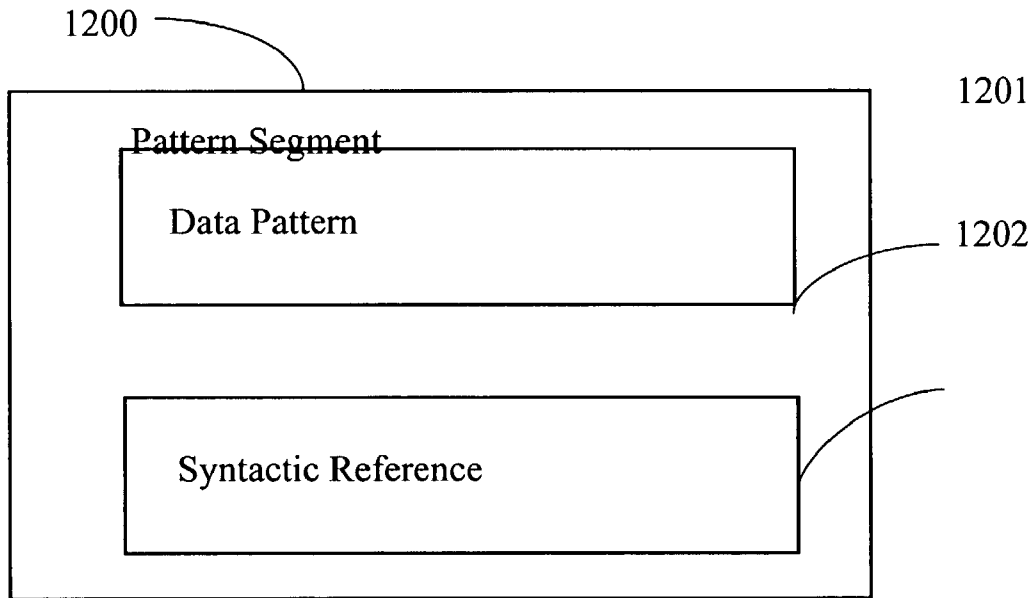 1200
1201
Pattern Segment
Data Pattern
1202
Syntactic Reference